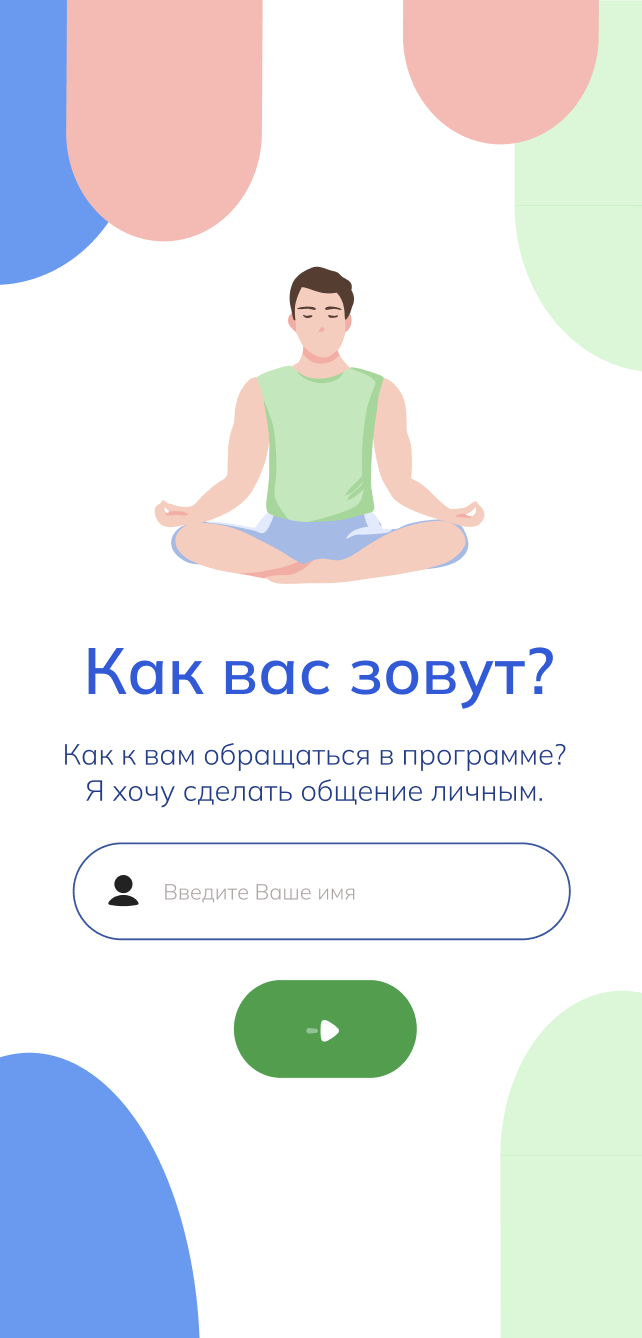 Как вас зовут?
Как к вам обращаться в программе?
Я хочу сделать общение личным.
Введите Ваше имя